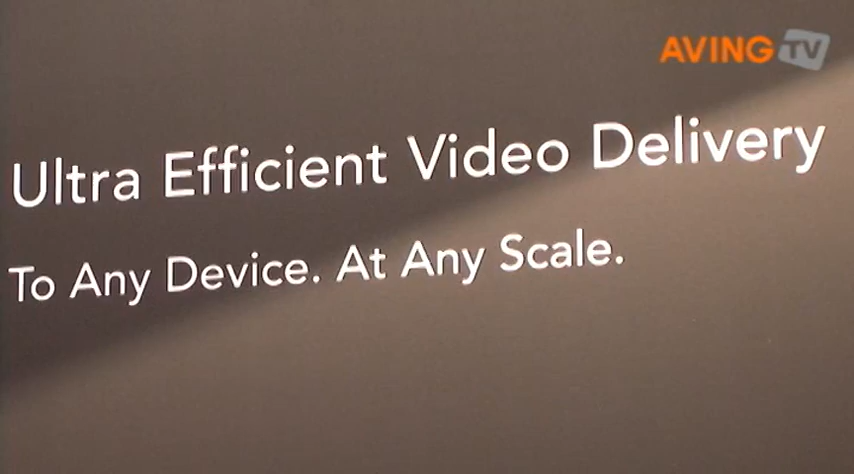 AVING TV
Ultra Efficient Video Delivery
To Any Device. At Any Scale.